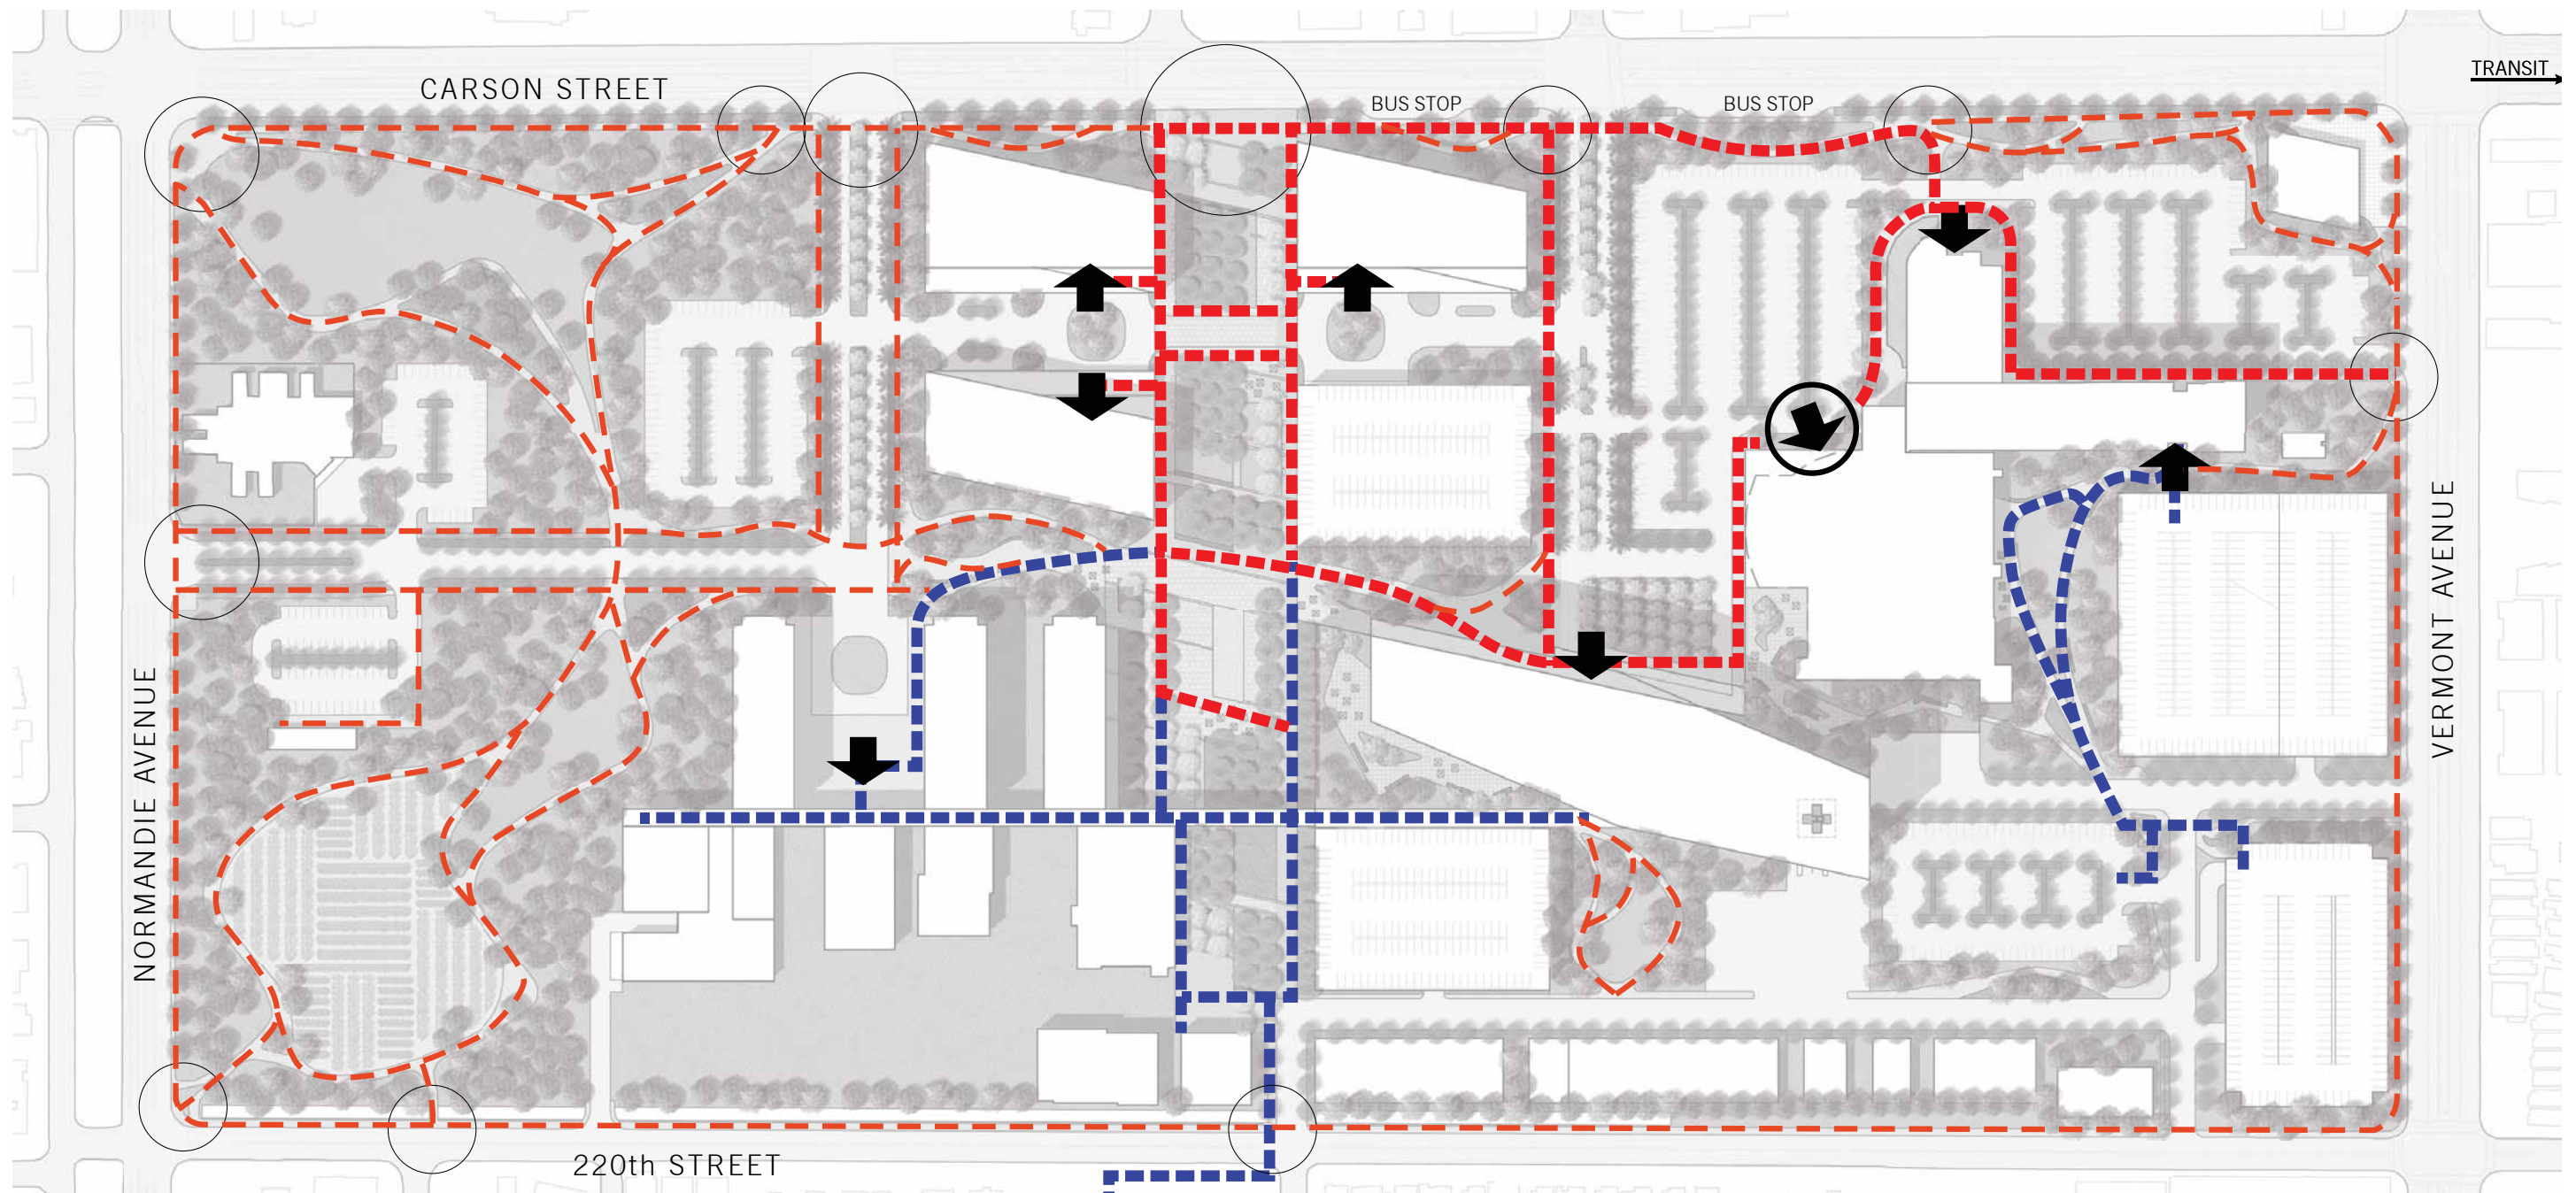 TRANSIT
CARSON STREET
BUS STOP
BUS STOP
NORMANDIE AVENUE
VERMONT AVENUE
220th STREET